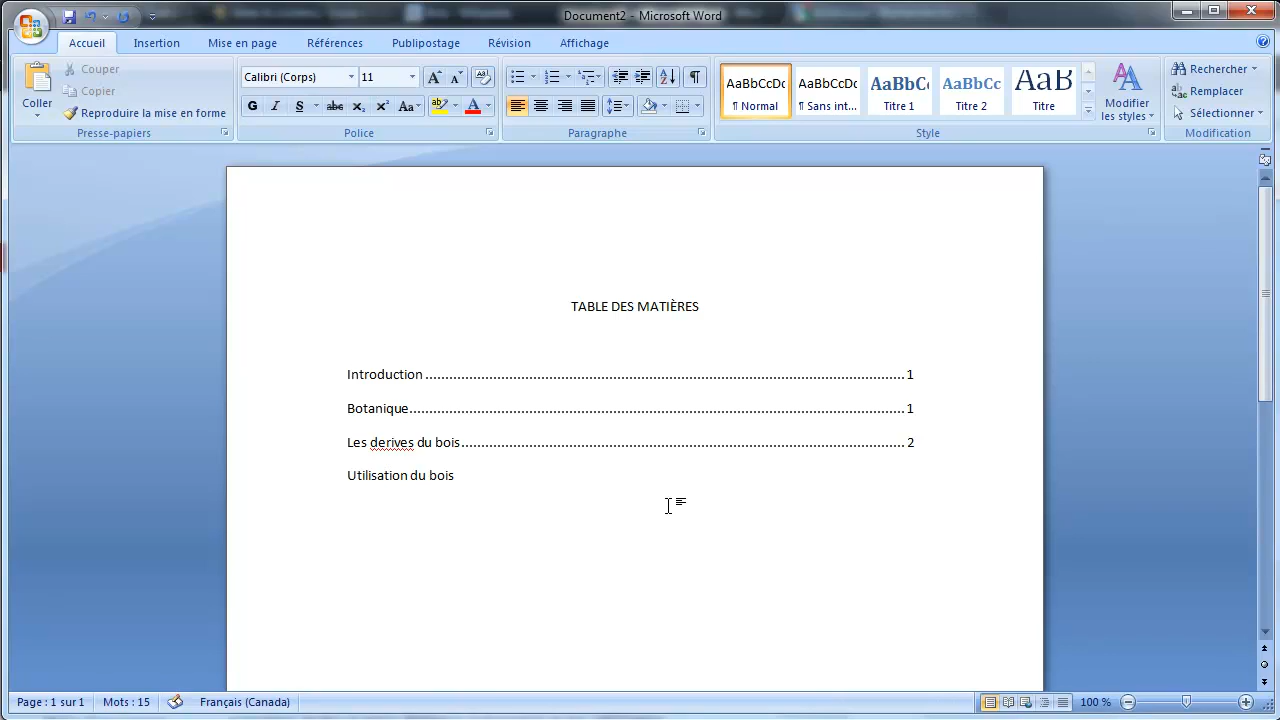 Document2 - Microsoft Word
Accueil Insertion Mise en page Références Publipostage Révision Affichage
Coller
Couper
Copier
Reproduire la mise en forme
Presse-papiers
Calibri (Corps) 11
G I S abc x₂ x² Aa
Police
Paragraphe
AaBbCcDc AaBbCcDc AaBbC AaBbCc AaB
¶ Normal ¶ Sans int... Titre 1 Titre 2 Titre
Modifier les styles
Style
Rechercher
Remplacer
Sélectionner
Modification
TABLE DES MATIÈRES
Introduction ........................................ 1
Botanique ........................................ 1
Les derives du bois ........................................ 2
Utilisation du bois
Page : 1 sur 1 Mots : 15 Français (Canada) 100 %